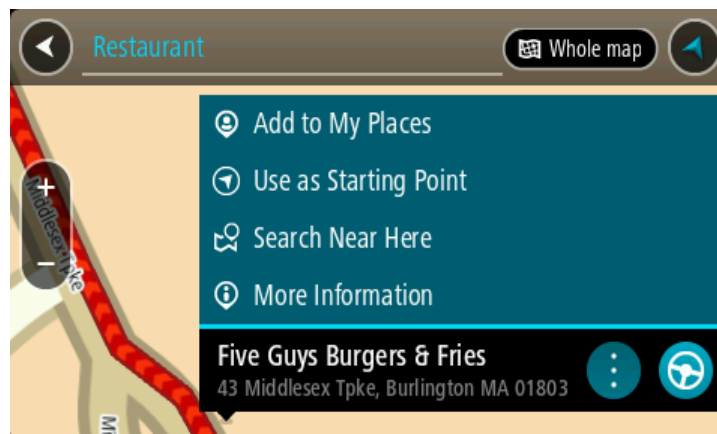 Restaurant
Whole map
Add to My Places
Use as Starting Point
Search Near Here
More Information
+
Middlesex Tpke
−
Five Guys Burgers & Fries
43 Middlesex Tpke, Burlington MA 01803
Mi